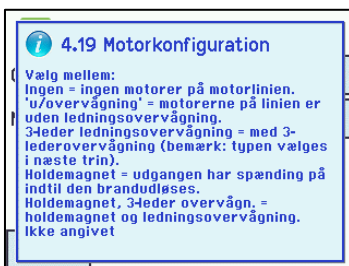 4.19 Motorkonfiguration
Vælg mellem:
Ingen = ingen motorer på motorlinien.
'u/overvågning' = motorerne på linien er
uden ledningsovervågning.
3-leder ledningsovervågning = med 3-
lederovervågning (bemærk: typen vælges
i næste trin).
Holdemagnet = udgangen har spænding på
indtil den brandudløses.
Holdemagnet, 3-leder overvågn. =
holdemagnet og ledningsovervågning.
Ikke angivet